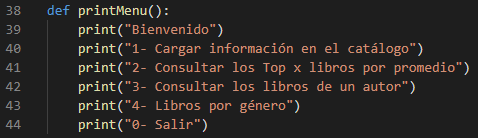 38 def printMenu():
39 print("Bienvenido")
40 print("1- Cargar información en el catálogo")
41 print("2- Consultar los Top x libros por promedio")
42 print("3- Consultar los libros de un autor")
43 print("4- Libros por género")
44 print("0- Salir")